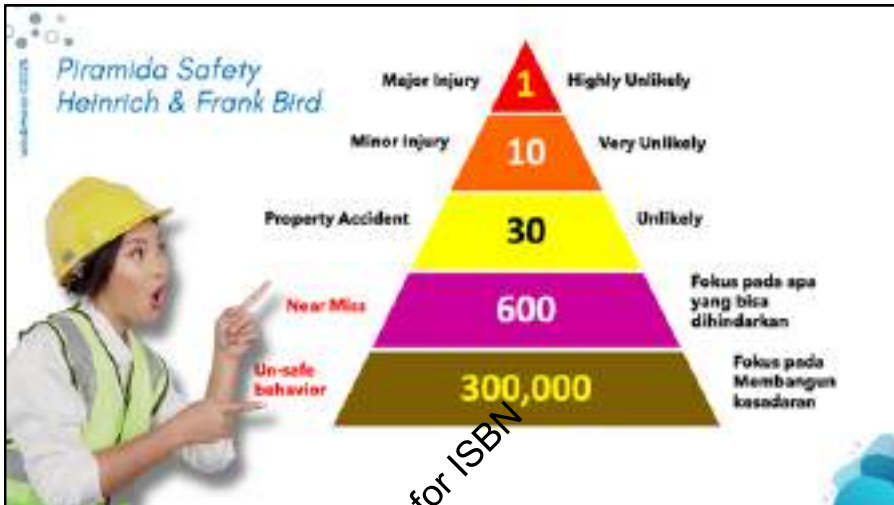 Piramida Safety
Heinrich & Frank Bird.
Major Injury 1 Highly Unlikely
Minor Injury 10 Very Unlikely
Property Accident 30 Unlikely
Near Miss 600 Fokus pada apa
yang bisa
dihindarkan
Un-safe
behavior 300,000 Fokus pada
Membangun
kesadaran
for ISBN